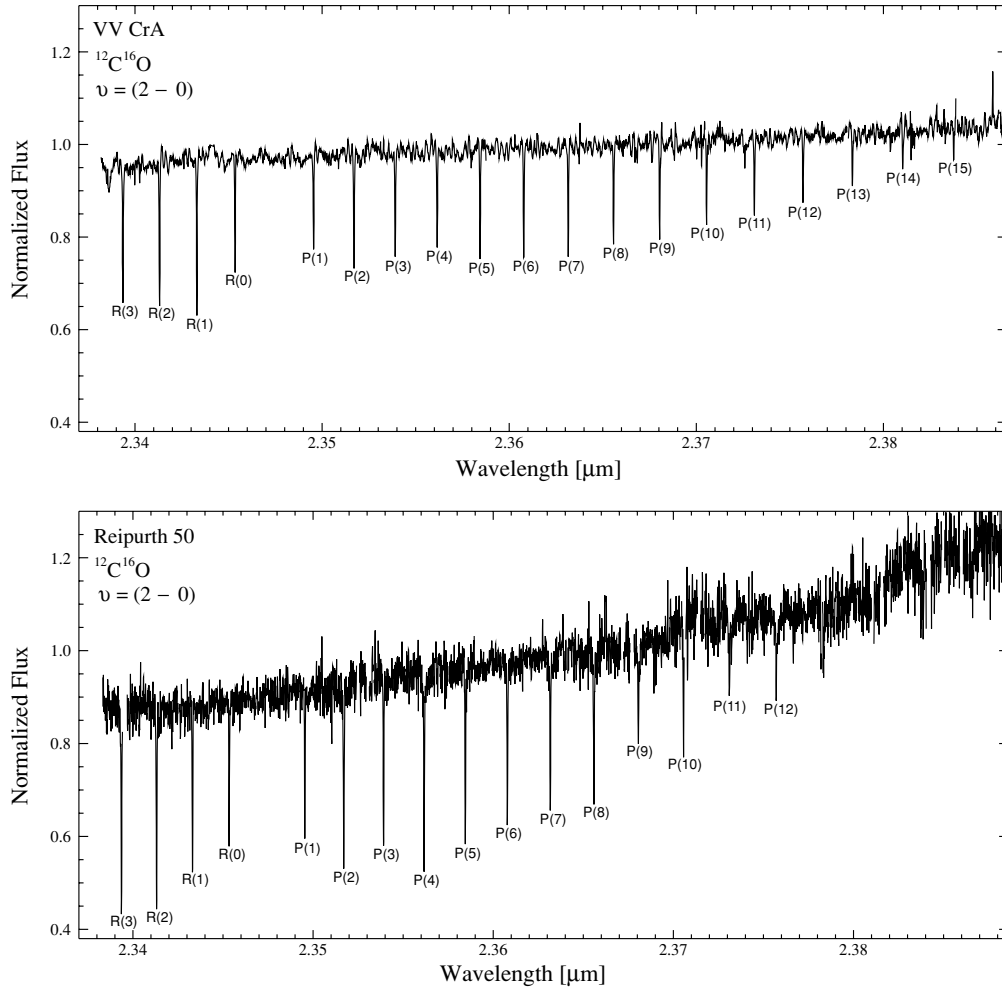 VV CrA
¹²C¹⁶O
υ = (2 − 0)
1.2
1.0
0.8
0.6
0.4
Normalized Flux
R(3) R(2) R(1) R(0) P(1) P(2) P(3) P(4) P(5) P(6) P(7) P(8) P(9) P(10) P(11) P(12) P(13) P(14) P(15)
2.34 2.35 2.36 2.37 2.38
Wavelength [μm]
Reipurth 50
¹²C¹⁶O
υ = (2 − 0)
1.2
1.0
0.8
0.6
0.4
Normalized Flux
R(3) R(2) R(1) R(0) P(1) P(2) P(3) P(4) P(5) P(6) P(7) P(8) P(9) P(10) P(11) P(12)
2.34 2.35 2.36 2.37 2.38
Wavelength [μm]